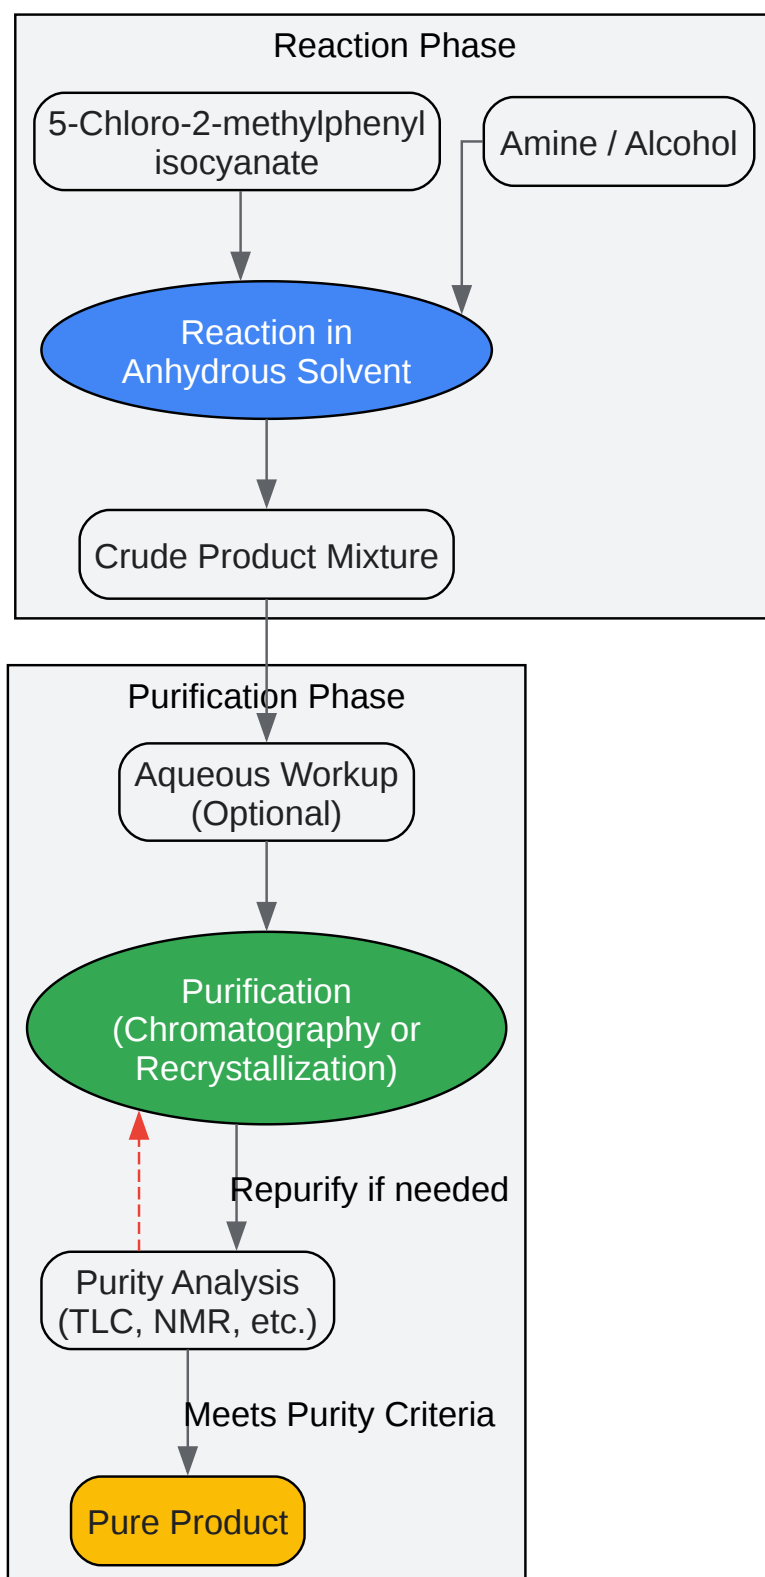 Reaction Phase
5-Chloro-2-methylphenyl
isocyanate
Amine / Alcohol
Reaction in
Anhydrous Solvent
Crude Product Mixture
Purification Phase
Aqueous Workup
(Optional)
Purification
(Chromatography or
Recrystallization)
Repurify if needed
Purity Analysis
(TLC, NMR, etc.)
Meets Purity Criteria
Pure Product